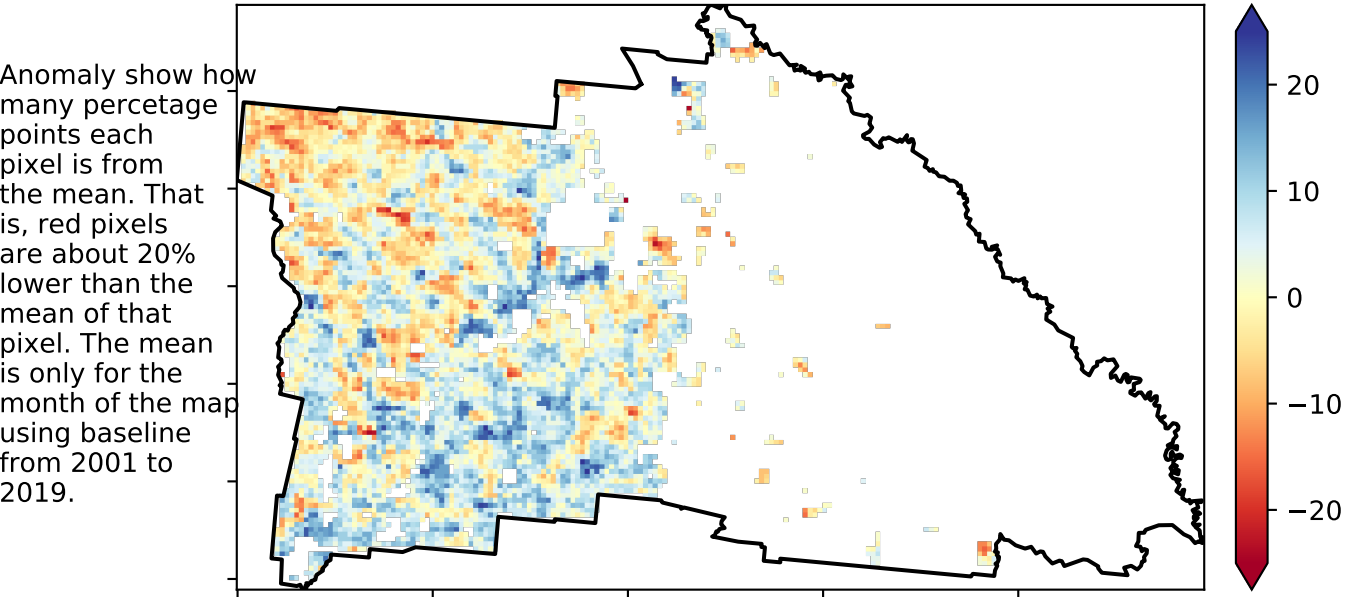 Anomaly show how
many percetage
points each
pixel is from
the mean. That
is, red pixels
are about 20%
lower than the
mean of that
pixel. The mean
is only for the
month of the map
using baseline
from 2001 to
2019.
20
10
0
−10
−20